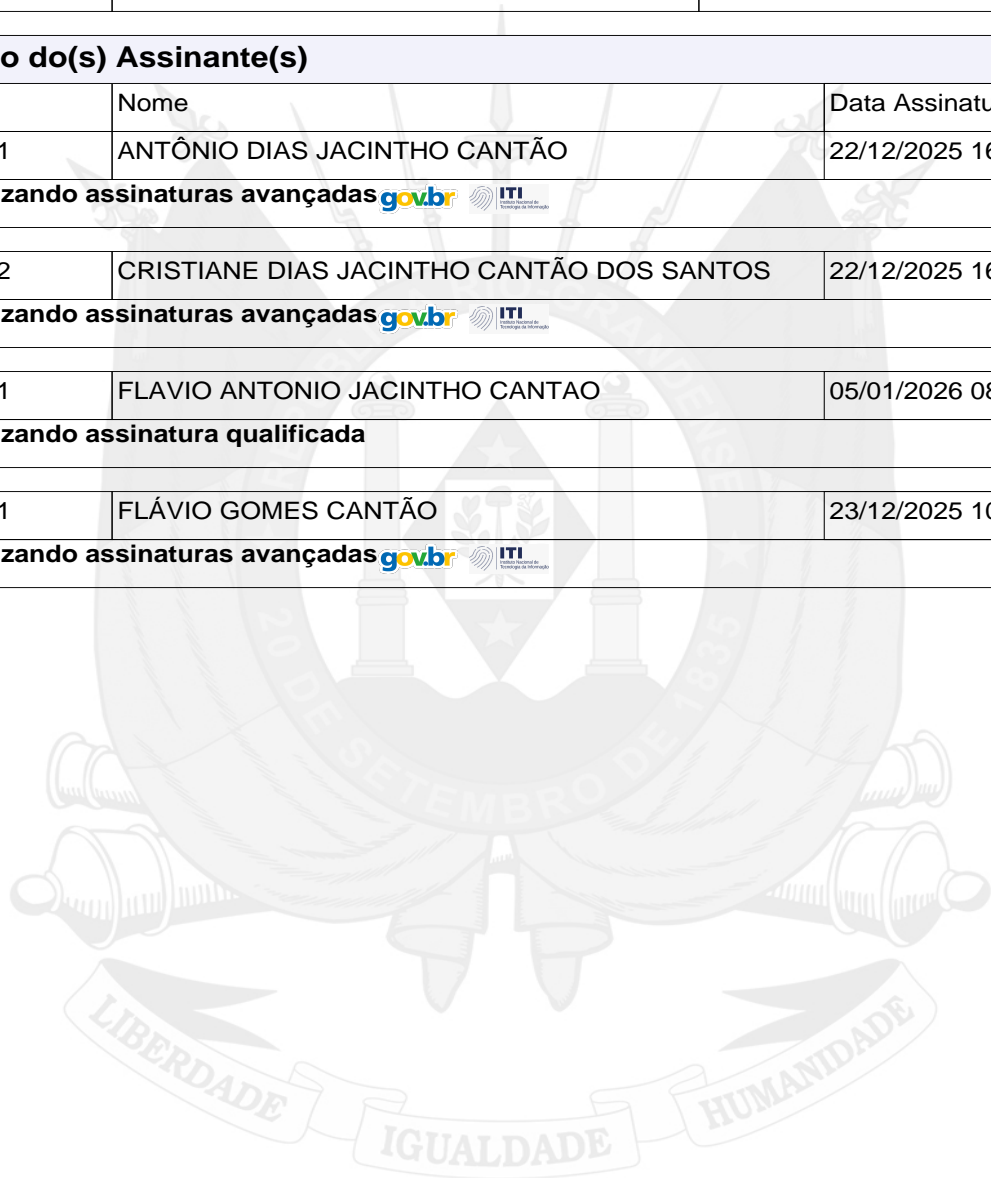 o do(s) Assinante(s)
Nome Data Assinatu
1 ANTÔNIO DIAS JACINTHO CANTÃO 22/12/2025 16
zando assinaturas avançadas gov.br ITI
2 CRISTIANE DIAS JACINTHO CANTÃO DOS SANTOS 22/12/2025 16
zando assinaturas avançadas gov.br ITI
1 FLAVIO ANTONIO JACINTHO CANTAO 05/01/2026 08
zando assinatura qualificada
1 FLÁVIO GOMES CANTÃO 23/12/2025 10
zando assinaturas avançadas gov.br ITI
20 DE SETEMBRO DE 1835
LIBERDADE IGUALDADE HUMANIDADE